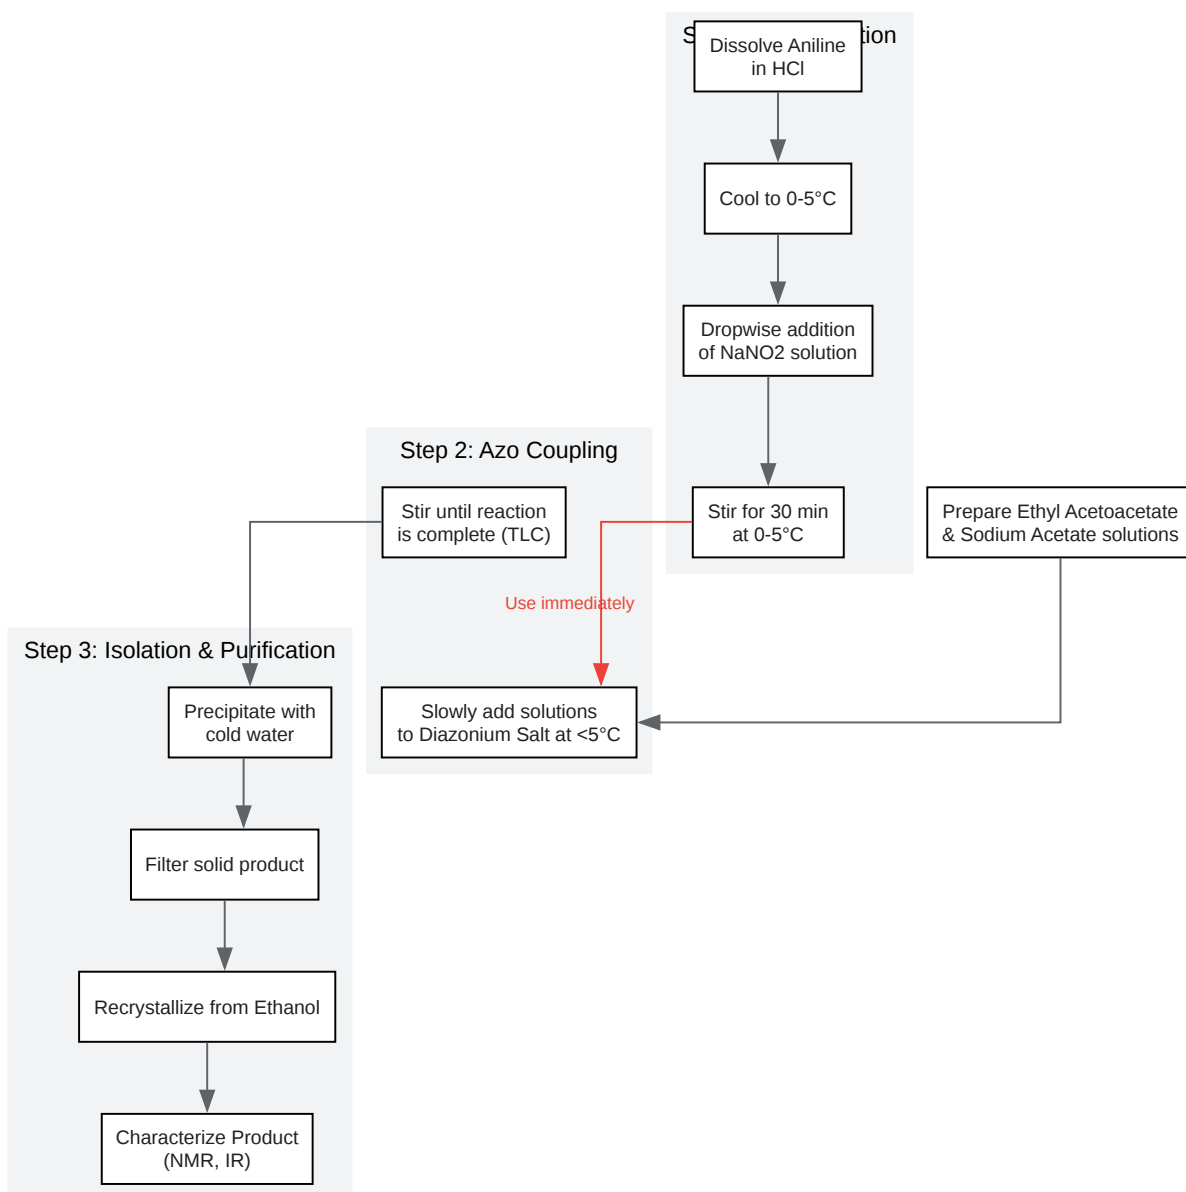 Dissolve Aniline
in HCl
Cool to 0-5°C
Dropwise addition
of NaNO2 solution
Stir for 30 min
at 0-5°C
Prepare Ethyl Acetoacetate
& Sodium Acetate solutions
Step 2: Azo Coupling
Stir until reaction
is complete (TLC)
Use immediately
Slowly add solutions
to Diazonium Salt at <5°C
Step 3: Isolation & Purification
Precipitate with
cold water
Filter solid product
Recrystallize from Ethanol
Characterize Product
(NMR, IR)